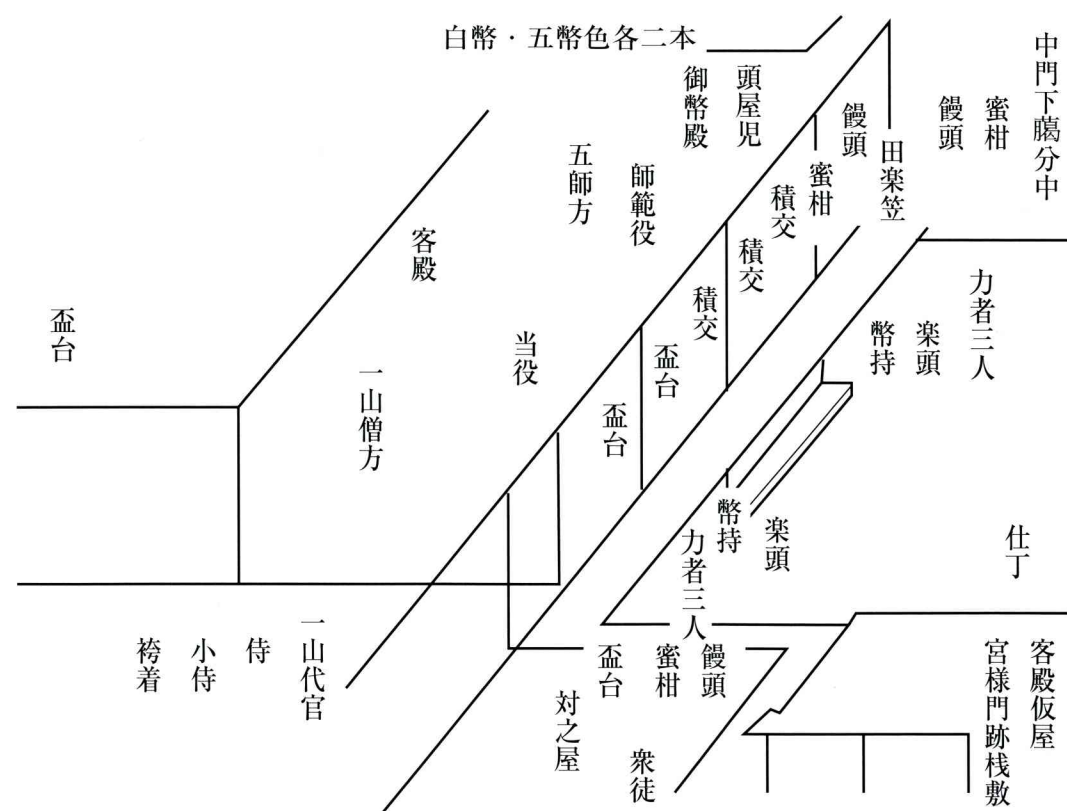 白幣・五幣色各二本
中門下臈分中
蜜柑
饅頭
田楽笠
饅頭
蜜柑
頭屋児
御幣殿
積交
積交
積交
師範役
五師方
客殿
盃台
力者三人
楽頭
幣持
盃台
盃台
当役
一山僧方
仕丁
楽頭
幣持
力者三人
客殿仮屋
宮様門跡桟敷
饅頭
蜜柑
盃台
対之屋
衆徒
一山代官
侍
小侍
袴着